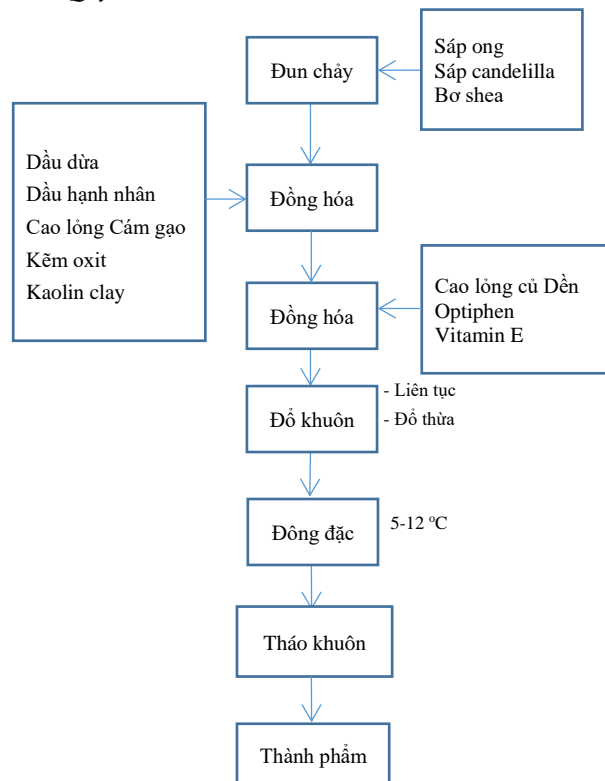 Đun chảy
Sáp ong
Sáp candelilla
Bơ shea
Dầu dừa
Dầu hạnh nhân
Cao lỏng Cám gạo
Kẽm oxit
Kaolin clay
Đồng hóa
Đồng hóa
Cao lỏng củ Dền
Optiphen
Vitamin E
Đổ khuôn
- Liên tục
- Đổ thừa
Đông đặc
5-12 ºC
Tháo khuôn
Thành phẩm